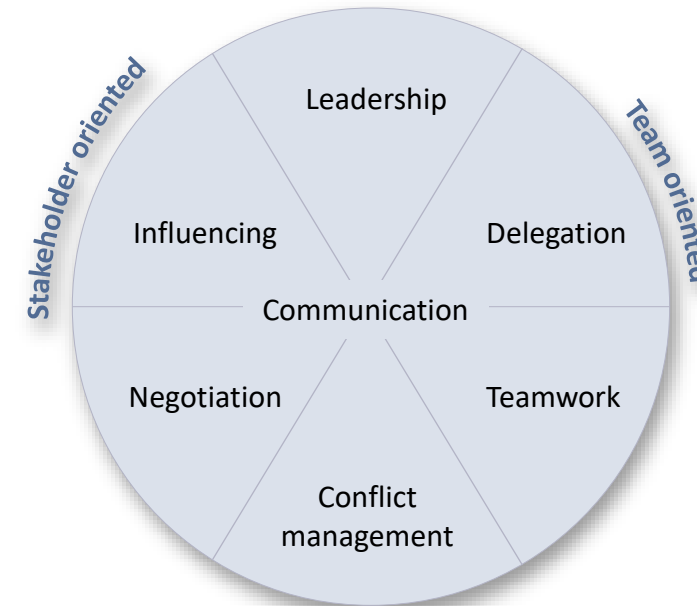 Stakeholder oriented
Team oriented
Leadership
Influencing
Delegation
Communication
Negotiation
Teamwork
Conflict
management